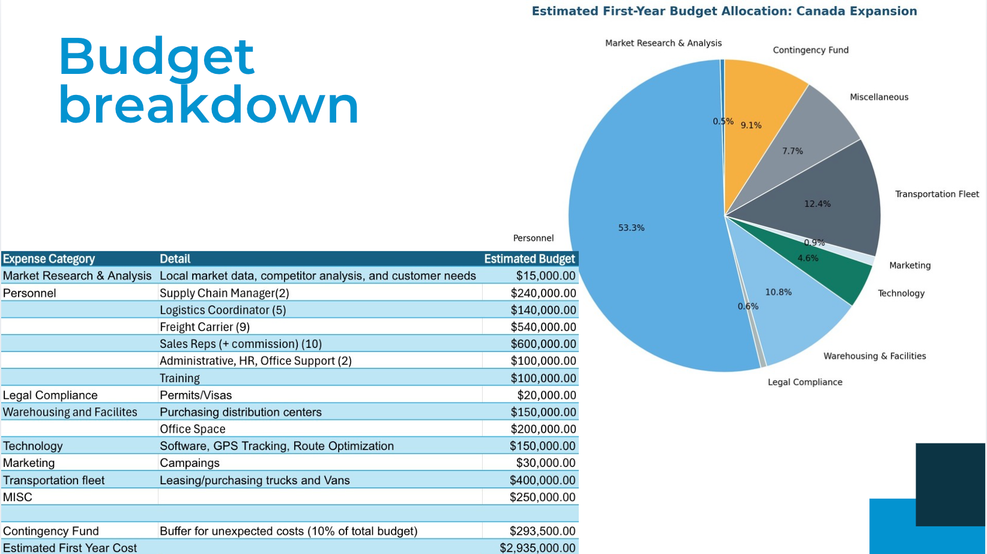 Budget
breakdown
Estimated First-Year Budget Allocation: Canada Expansion
Market Research & Analysis
Contingency Fund
Miscellaneous
Transportation Fleet
Marketing
Technology
Warehousing & Facilities
Legal Compliance
Personnel
0.5%
9.1%
7.7%
12.4%
0.9%
4.6%
10.8%
0.6%
53.3%
Expense Category Detail Estimated Budget
Market Research & Analysis Local market data, competitor analysis, and customer needs $15,000.00
Personnel Supply Chain Manager(2) $240,000.00
Logistics Coordinator (5) $140,000.00
Freight Carrier (9) $540,000.00
Sales Reps (+ commission) (10) $600,000.00
Administrative, HR, Office Support (2) $100,000.00
Training $100,000.00
Legal Compliance Permits/Visas $20,000.00
Warehousing and Facilites Purchasing distribution centers $150,000.00
Office Space $200,000.00
Technology Software, GPS Tracking, Route Optimization $150,000.00
Marketing Campaings $30,000.00
Transportation fleet Leasing/purchasing trucks and Vans $400,000.00
MISC $250,000.00
Contingency Fund Buffer for unexpected costs (10% of total budget) $293,500.00
Estimated First Year Cost $2,935,000.00